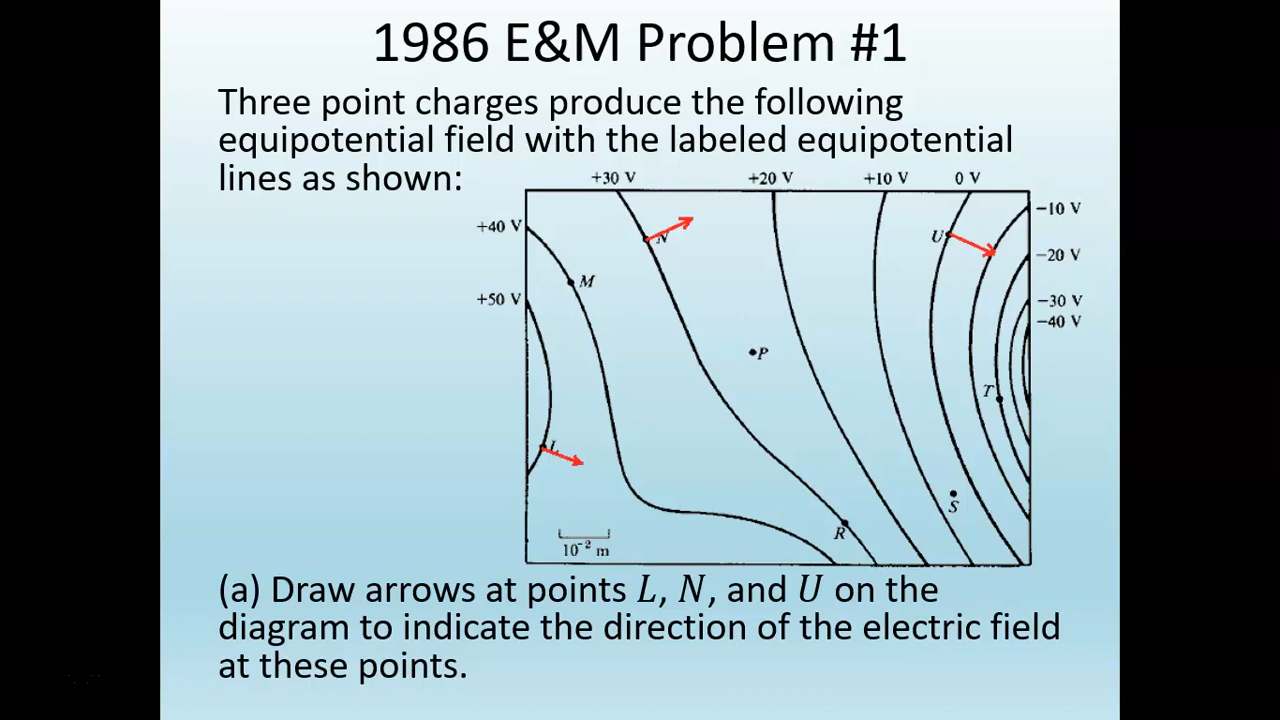 1986 E&M Problem #1
Three point charges produce the following
equipotential field with the labeled equipotential
lines as shown:
+30 V
+20 V
+10 V
0 V
−10 V
+40 V
N
U
−20 V
M
+50 V
−30 V
−40 V
P
T
L
S
R
10⁻² m
(a) Draw arrows at points L, N, and U on the
diagram to indicate the direction of the electric field
at these points.